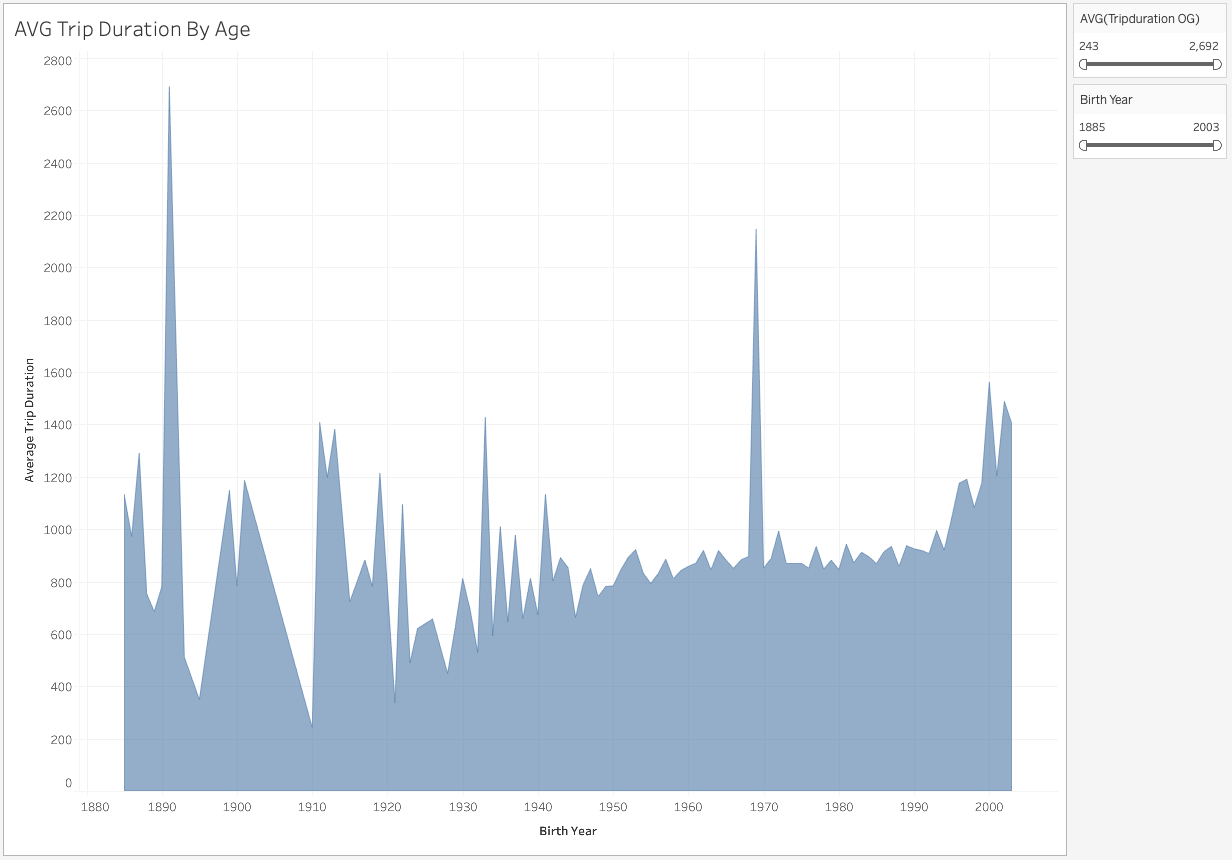 AVG Trip Duration By Age
AVG(Tripduration OG)
243 2,692
Birth Year
1885 2003
Average Trip Duration
2800
2600
2400
2200
2000
1800
1600
1400
1200
1000
800
600
400
200
0
1880 1890 1900 1910 1920 1930 1940 1950 1960 1970 1980 1990 2000
Birth Year